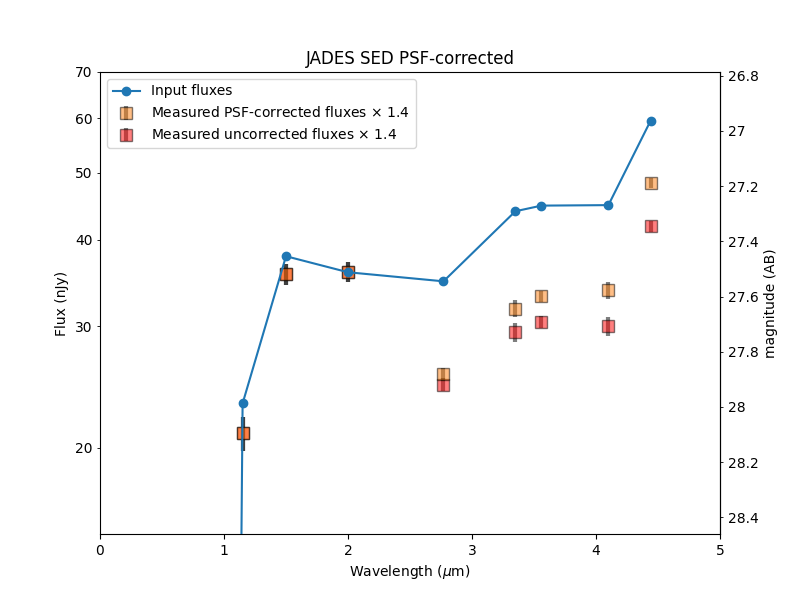 JADES SED PSF-corrected
Input fluxes
Measured PSF-corrected fluxes × 1.4
Measured uncorrected fluxes × 1.4
70
60
50
40
30
20
Flux (nJy)
26.8
27
27.2
27.4
27.6
27.8
28
28.2
28.4
magnitude (AB)
0 1 2 3 4 5
Wavelength (μm)